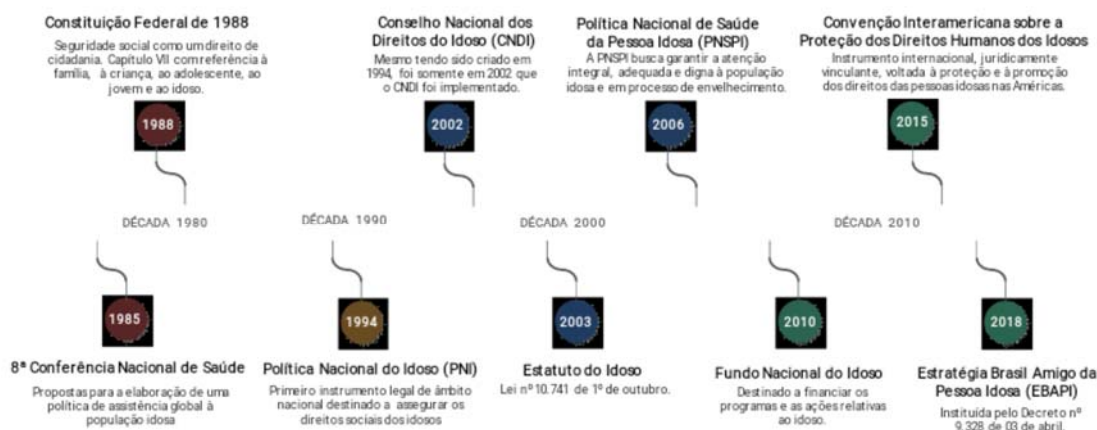 Constituição Federal de 1988
Seguridade social como um direito de
cidadania. Capítulo VII com referência à
família, à criança, ao adolescente, ao
jovem e ao idoso.
1988
Conselho Nacional dos
Direitos do Idoso (CNDI)
Mesmo tendo sido criado em
1994, foi somente em 2002 que
o CNDI foi implementado.
2002
Política Nacional de Saúde
da Pessoa Idosa (PNSPI)
A PNSPI busca garantir a atenção
integral, adequada e digna à população
idosa e em processo de envelhecimento.
2006
Convenção Interamericana sobre a
Proteção dos Direitos Humanos dos Idosos
Instrumento internacional, juridicamente
vinculante, voltada à proteção e à promoção
dos direitos das pessoas idosas nas Américas.
2015
DÉCADA 1980
DÉCADA 1990
DÉCADA 2000
DÉCADA 2010
1985
8ª Conferência Nacional de Saúde
Propostas para a elaboração de uma
política de assistência global à
população idosa
1994
Política Nacional do Idoso (PNI)
Primeiro instrumento legal de âmbito
nacional destinado a assegurar os
direitos sociais dos idosos
2003
Estatuto do Idoso
Lei nº 10.741 de 1º de outubro.
2010
Fundo Nacional do Idoso
Destinado a financiar os
programas e as ações relativas
ao idoso.
2018
Estratégia Brasil Amigo da
Pessoa Idosa (EBAPI)
Instituída pelo Decreto nº
9.328 de 03 de abril.